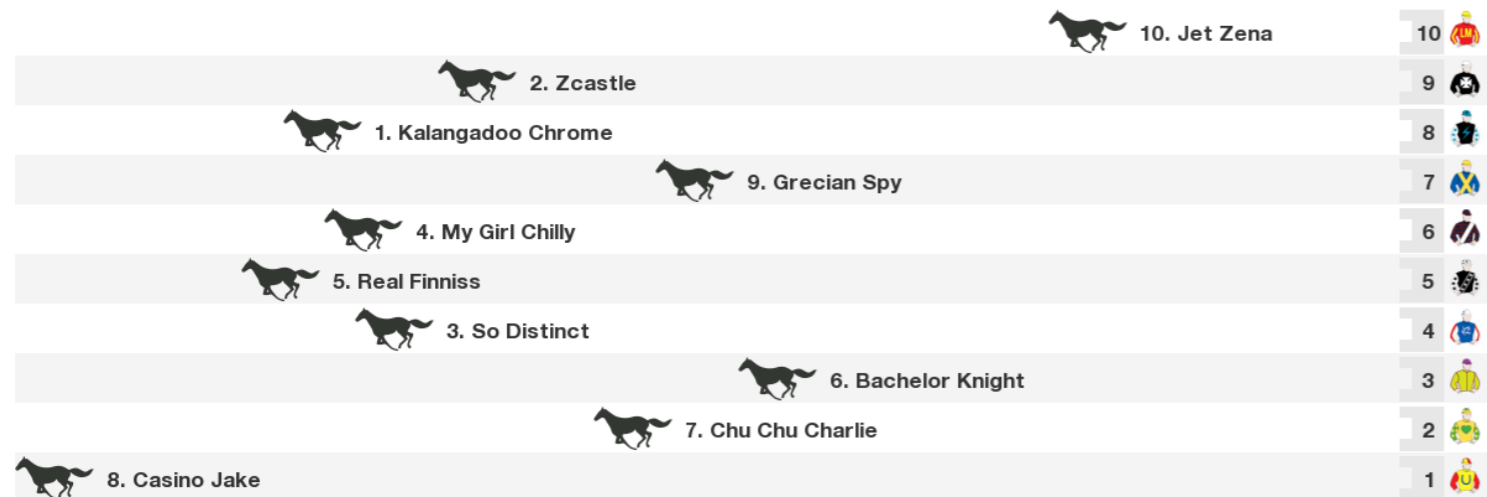 10. Jet Zena 10
2. Zcastle 9
1. Kalangadoo Chrome 8
9. Grecian Spy 7
4. My Girl Chilly 6
5. Real Finniss 5
3. So Distinct 4
6. Bachelor Knight 3
7. Chu Chu Charlie 2
8. Casino Jake 1